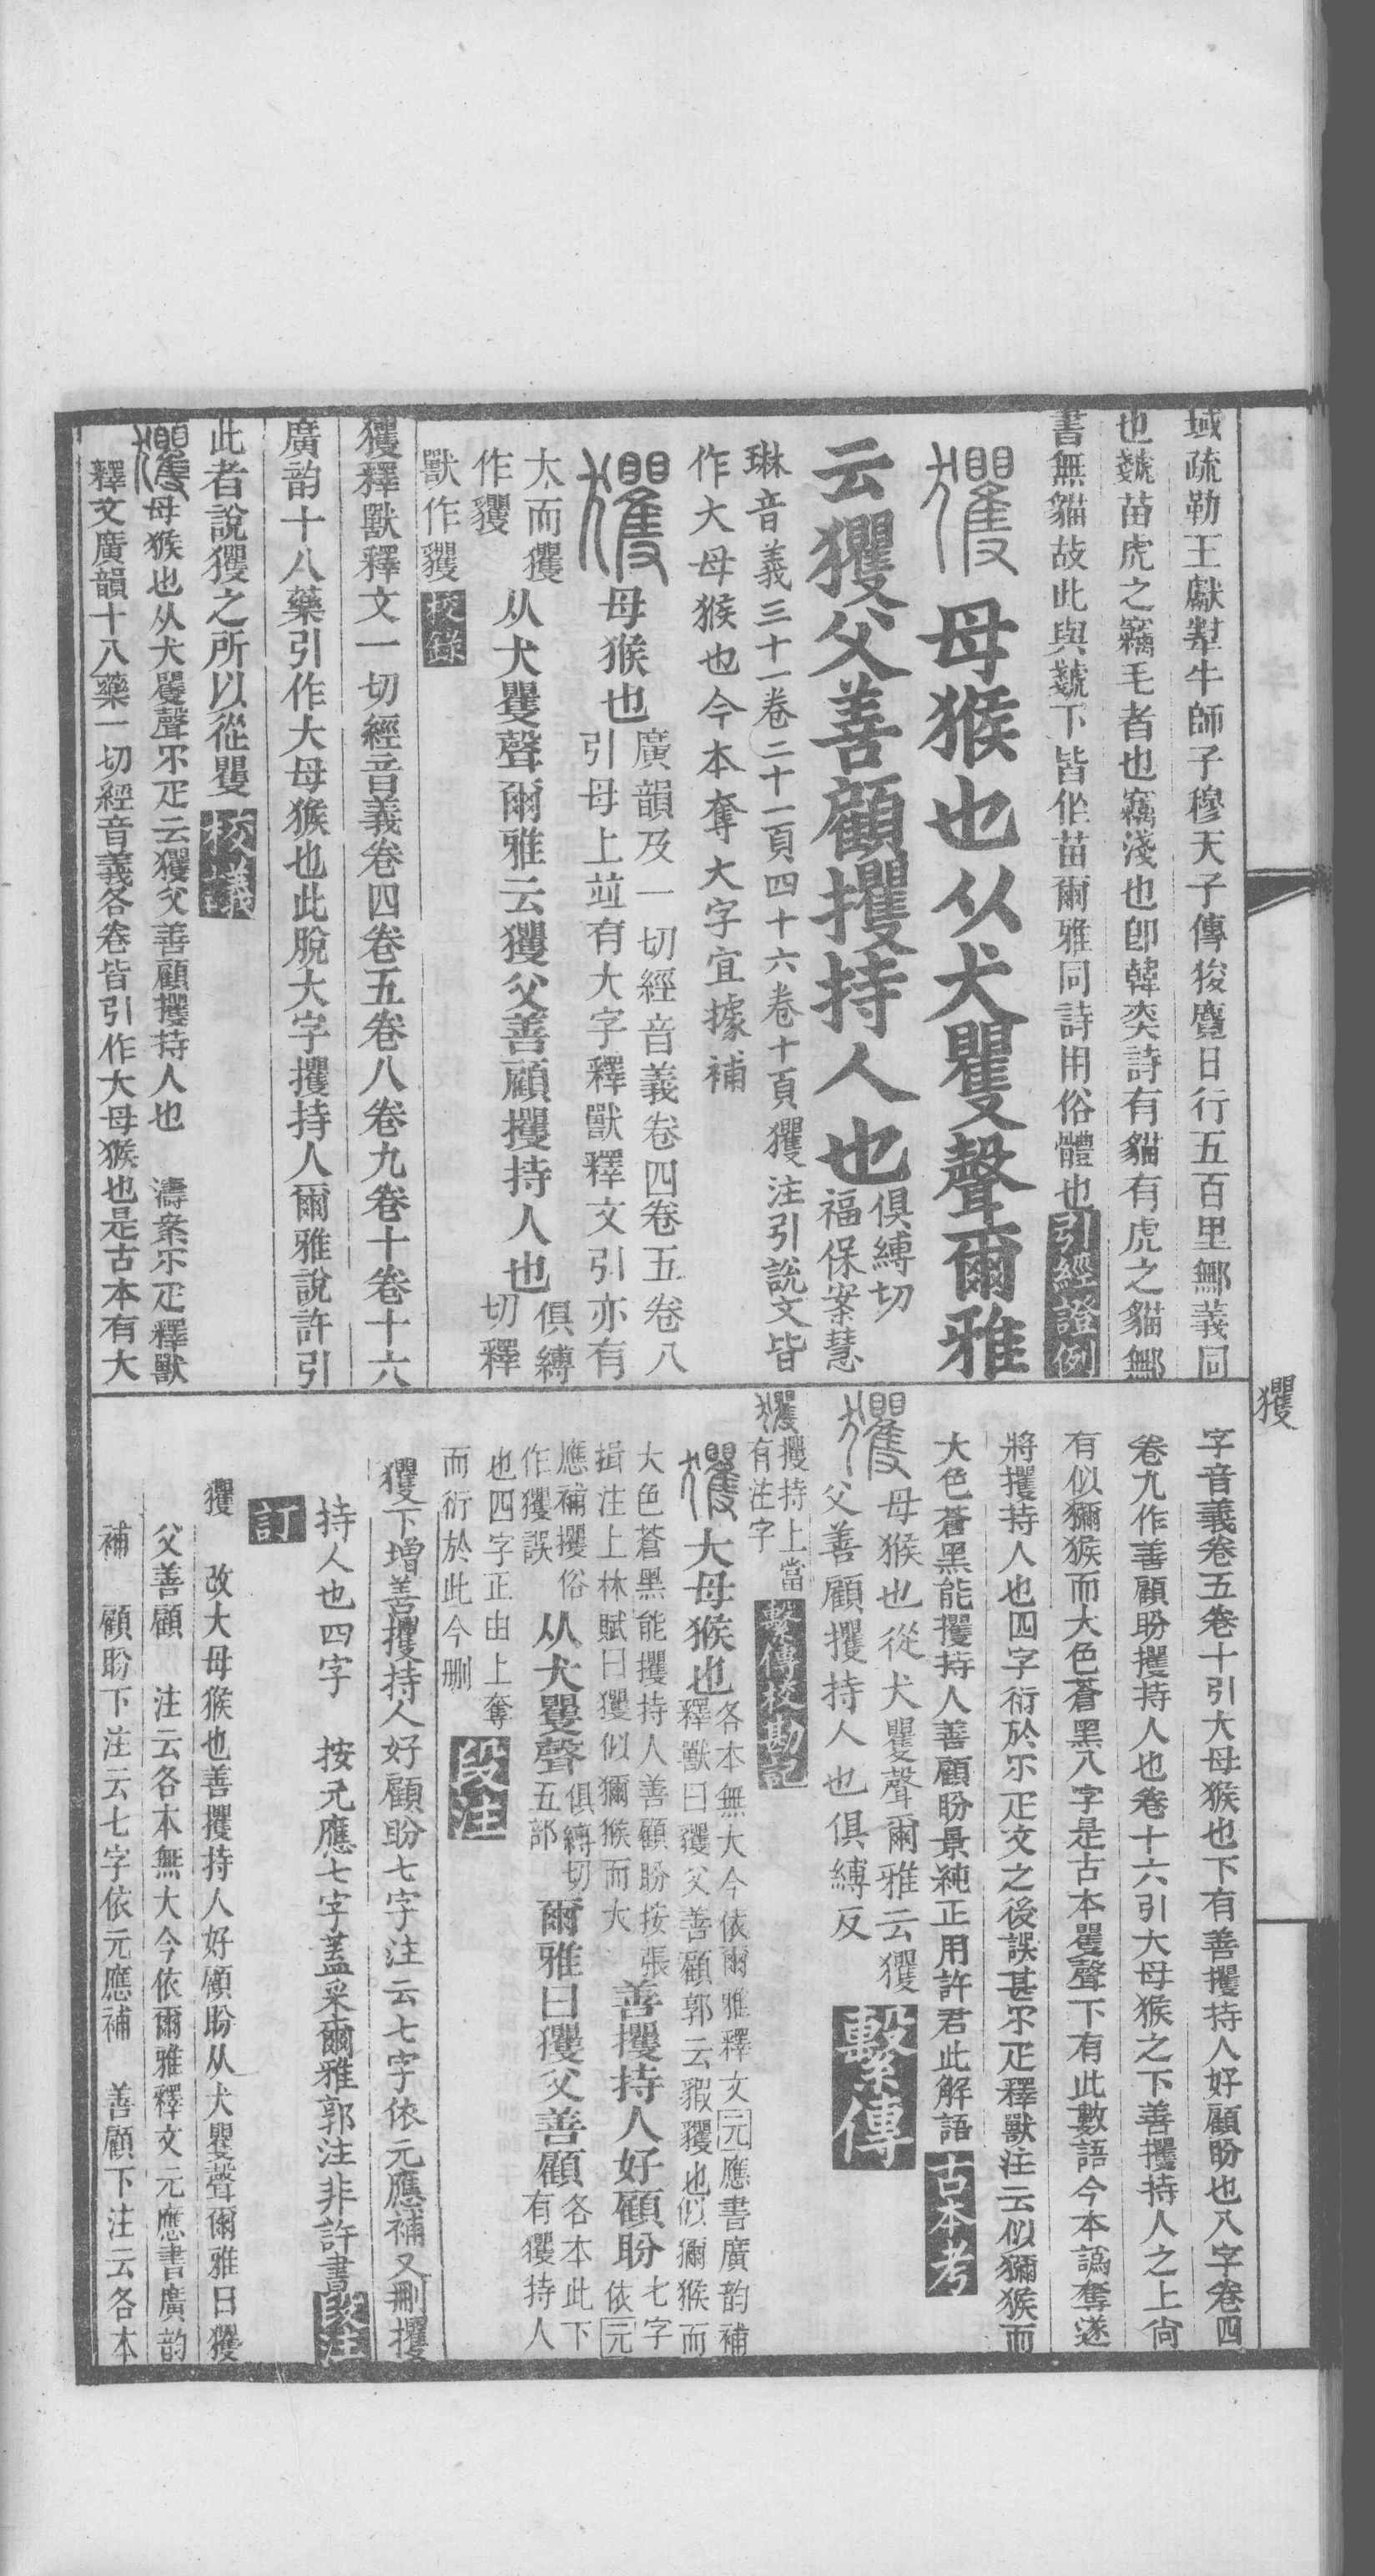 域疏勒王獻犎牛師子穆天子傳狻麑日行五百里鄦義同
也虦苗虎之竊毛者也竊淺也卽韓奕詩有貓有虎之貓鄦
書無貓故此與虦下皆作苗爾雅同詩用俗體也引經證例
玃母猴也从犬矍聲爾雅
云玃父善顧攫持人也
俱縛切
福保案慧
琳音義三十一卷二十一頁四十六卷十頁玃注引說文皆
作大母猴也今本奪大字宜據補
玃母猴也
廣韻及一切經音義卷四卷五卷八
引母上竝有大字釋獸釋文引亦有
大而玃
作玃
从犬矍聲爾雅云玃父善顧攫持人也
俱縛
切釋
獸作貜校錄
玃釋獸釋文一切經音義卷四卷五卷八卷九卷十卷十六
廣韵十八藥引作大母猴也此脫大字攫持人爾雅說許引
此者說玃之所以從矍校議
玃母猴也从犬矍聲尒疋云玃父善顧攫持人也 濤案尒疋釋獸
釋文廣韻十八藥一切經音義各卷皆引作大母猴也是古本有大
玃
字音義卷五卷十引大母猴也下有善攫持人好顧盼也八字卷四
卷九作善顧盼攫持人也卷十六引大母猴之下善攫持人之上尙
有似獼猴而大色蒼黑八字是古本矍聲下有此數語今本譌奪遂
將攫持人也四字衍於尒疋文之後誤甚尒疋釋獸注云似獼猴而
大色蒼黑能攫持人善顧盼景純正用許君此解語古本考
玃母猴也從犬矍聲爾雅云玃
父善顧攫持人也俱縛反繫傳
玃
攫持上當
有注字
繫傳校勘記
玃大母猴也
各本無大今依爾雅釋文元應書廣韵補
釋獸曰玃父善顧郭云貑玃也似獼猴而
大色蒼黑能攫持人善顧盼按張
揖注上林賦曰玃似獼猴而大
善攫持人好顧盼
七字
依元
應補攫俗
作玃誤
从犬矍聲
俱縛切
五部
爾雅曰玃父善顧
各本此下
有玃持人
也四字正由上奪
而衍於此今刪
段注
玃下增善攫持人好顧盼七字注云七字依元應補又刪攫
持人也四字 按元應七字蓋采爾雅郭注非許書段注
訂
玃 改大母猴也善攫持人好顧盼从犬矍聲爾雅曰玃
父善顧 注云各本無大今依爾雅釋文元應書廣韵
補 顧盼下注云七字依元應補 善顧下注云各本